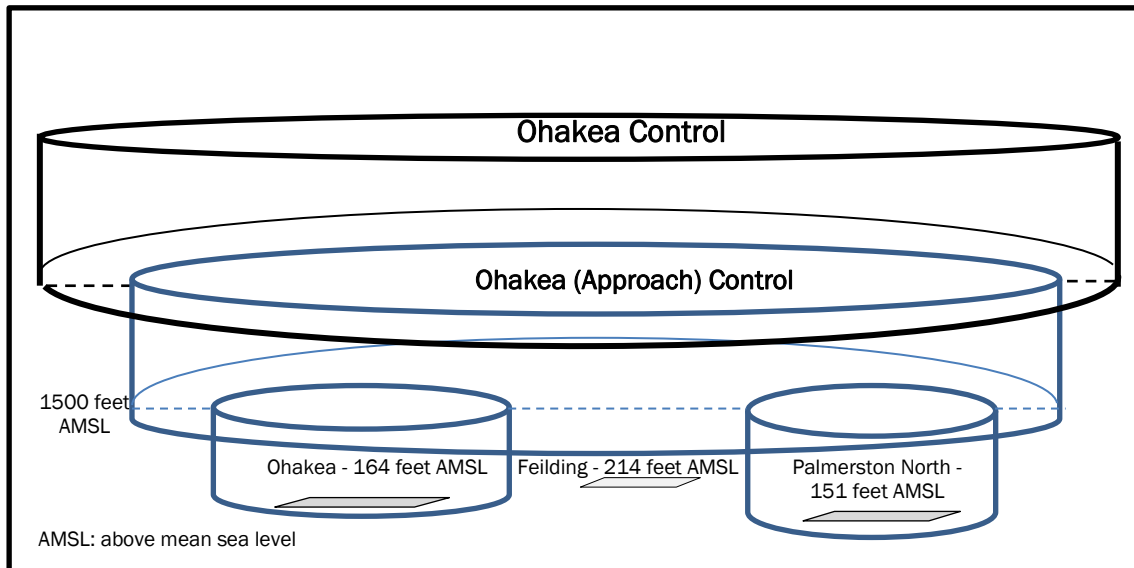 Ohakea Control
Ohakea (Approach) Control
1500 feet
AMSL
Ohakea - 164 feet AMSL
Feilding - 214 feet AMSL
Palmerston North -
151 feet AMSL
AMSL: above mean sea level